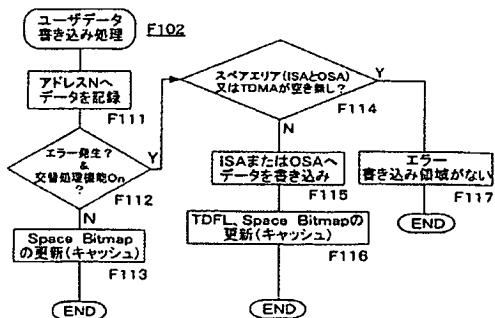 ユーザデータ
書き込み処理
F102
アドレスNへ
データを記録
F111
エラー発生?
&
交替処理機能On
?
F112
Y
N
Space Bitmap
の更新(キャッシュ)
F113
END
スペアエリア(ISAとOSA)
又はTDMAが空き無し?
F114
Y
N
ISAまたはOSAへ
データを書き込み
F115
TDFL、Space Bitmapの
更新(キャッシュ)
F116
END
エラー
書き込み領域がない
F117
END